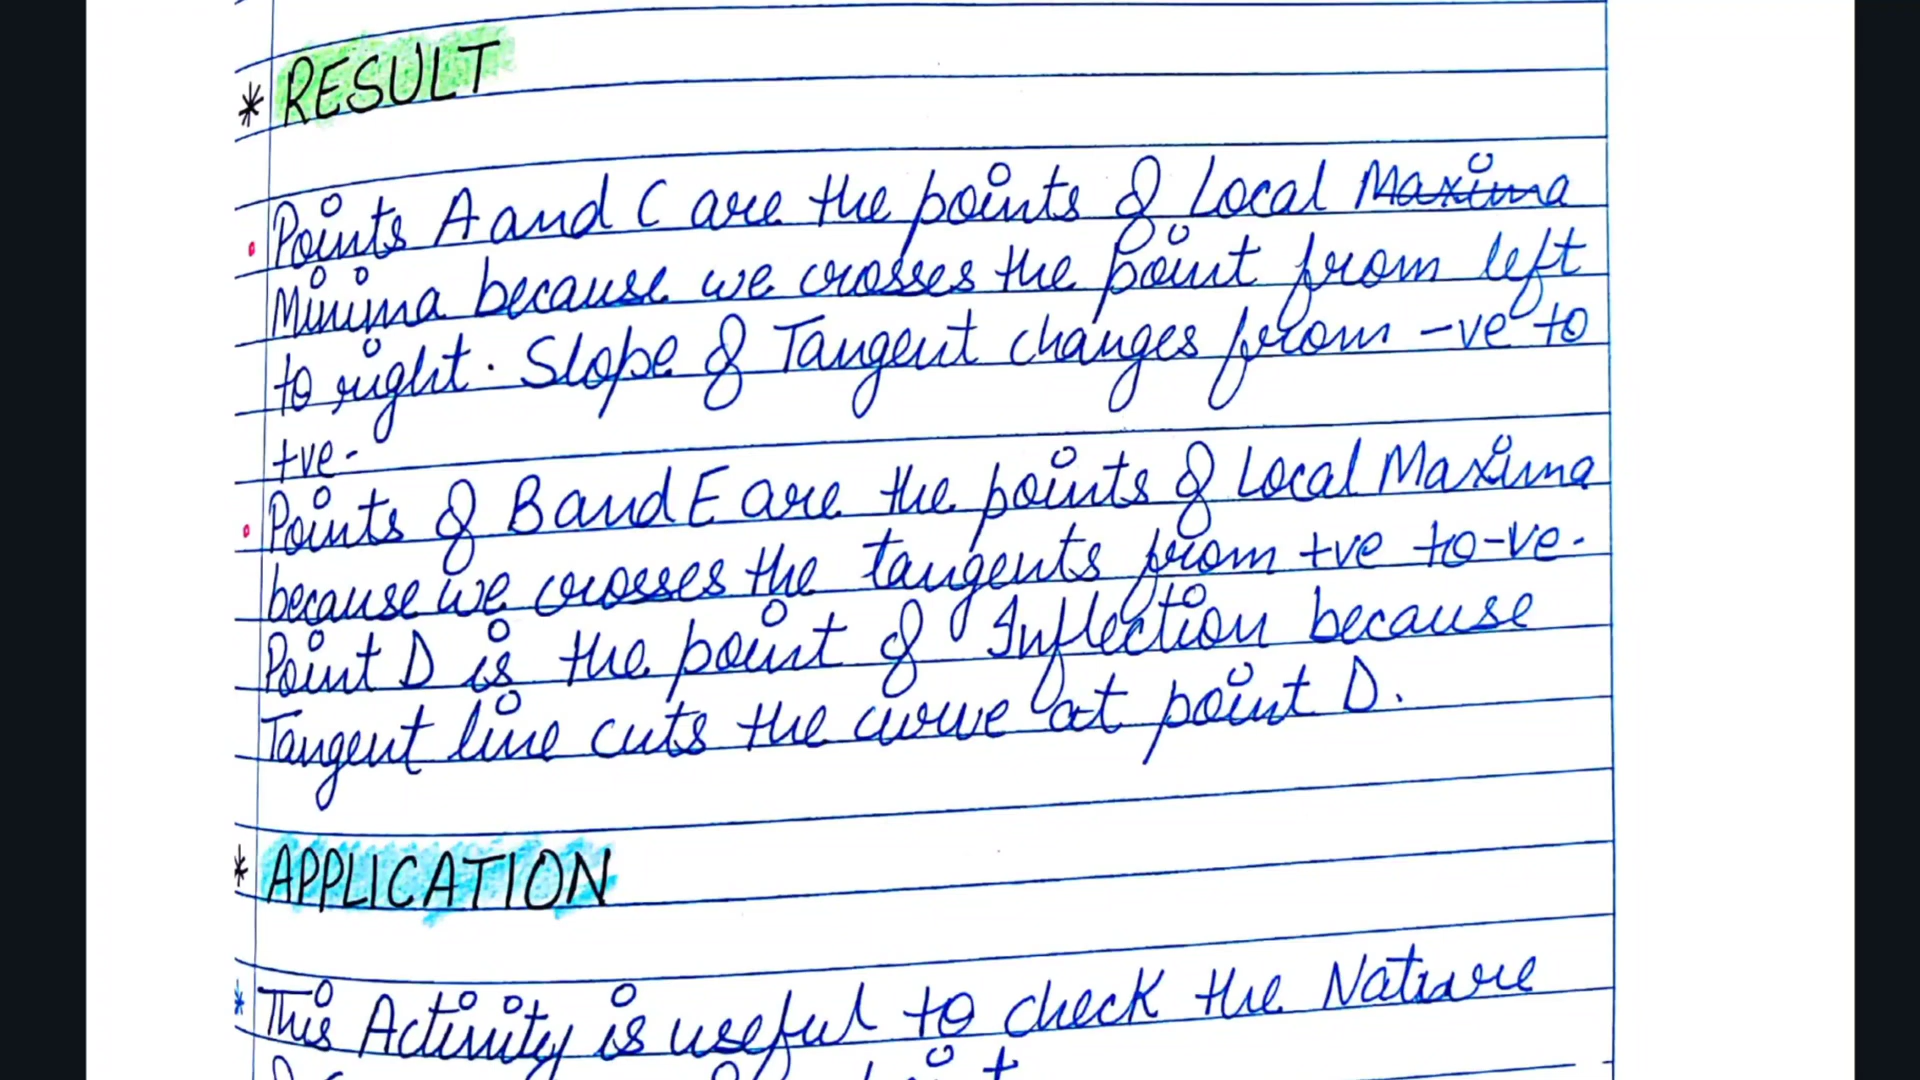 * RESULT
• Points A and C are the points of Local Maxima
Minima because we crosses the point from left
to right. Slope of Tangent changes from -ve to
+ve-
• Points of B and E are the points of Local Maxima
because we crosses the tangents from +ve to -ve.
Point D is the point of Inflection because
Tangent line cuts the curve at point D.
* APPLICATION
* This Activity is useful to check the Nature